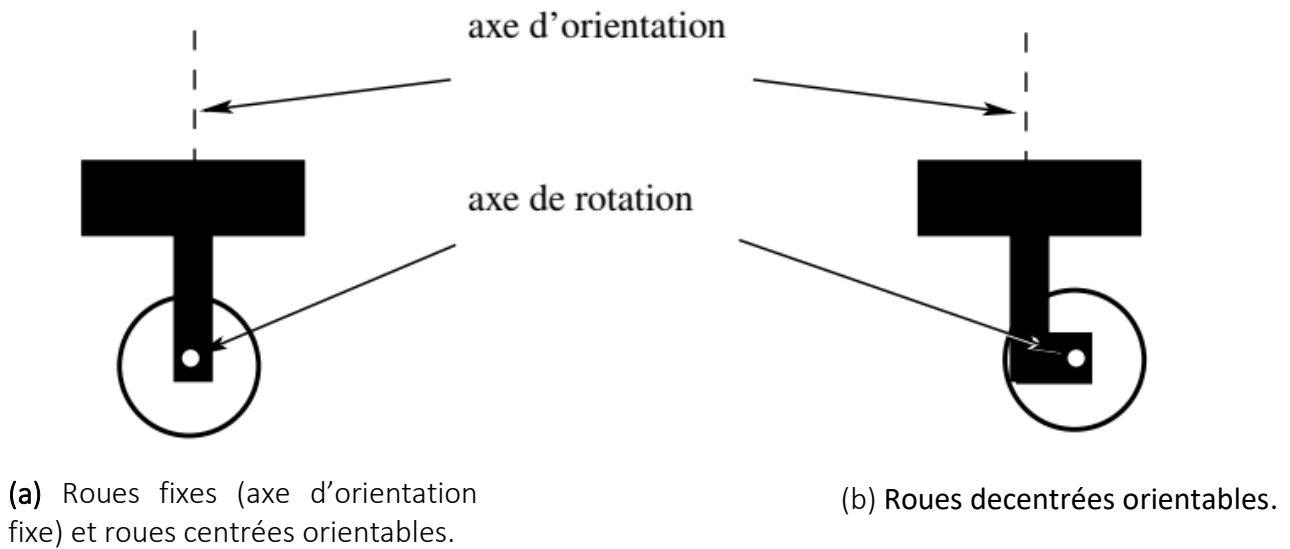 axe d'orientation
axe de rotation
(a) Roues fixes (axe d'orientation
fixe) et roues centrées orientables.
(b) Roues decentrées orientables.